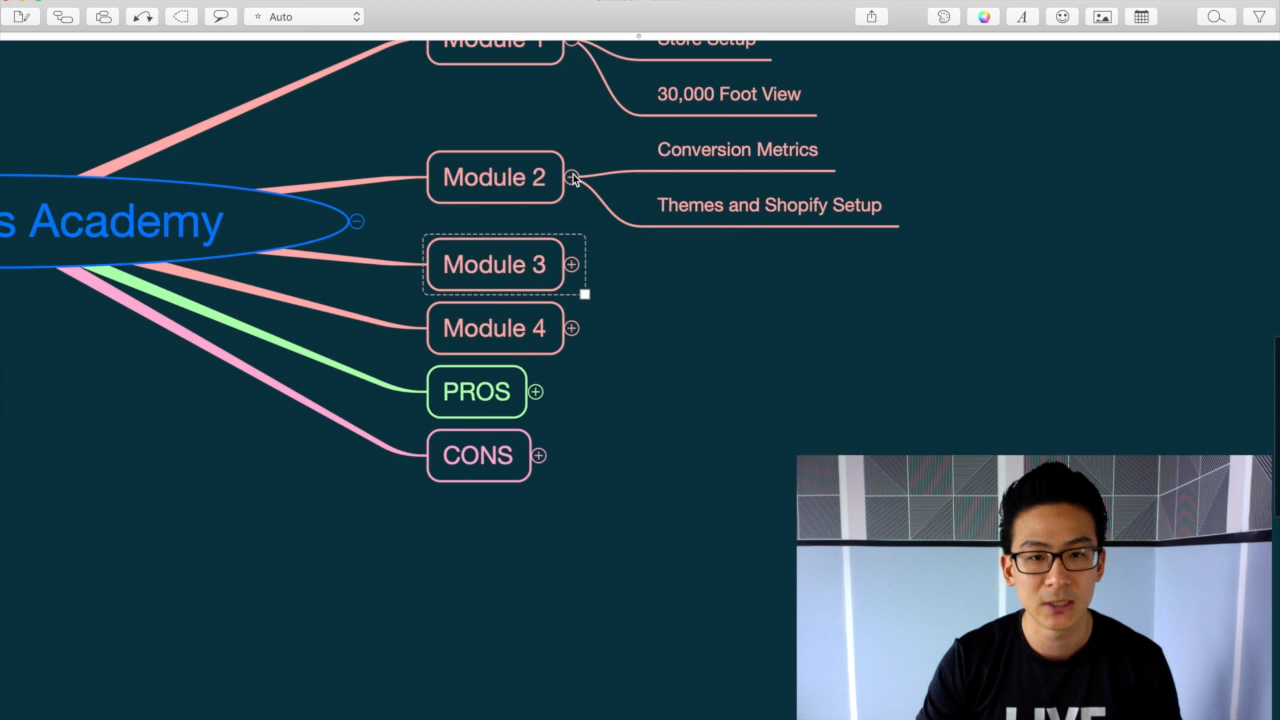 Auto
Module 1
Store Setup
30,000 Foot View
Conversion Metrics
Module 2
Themes and Shopify Setup
s Academy
Module 3
Module 4
PROS
CONS
LIVE